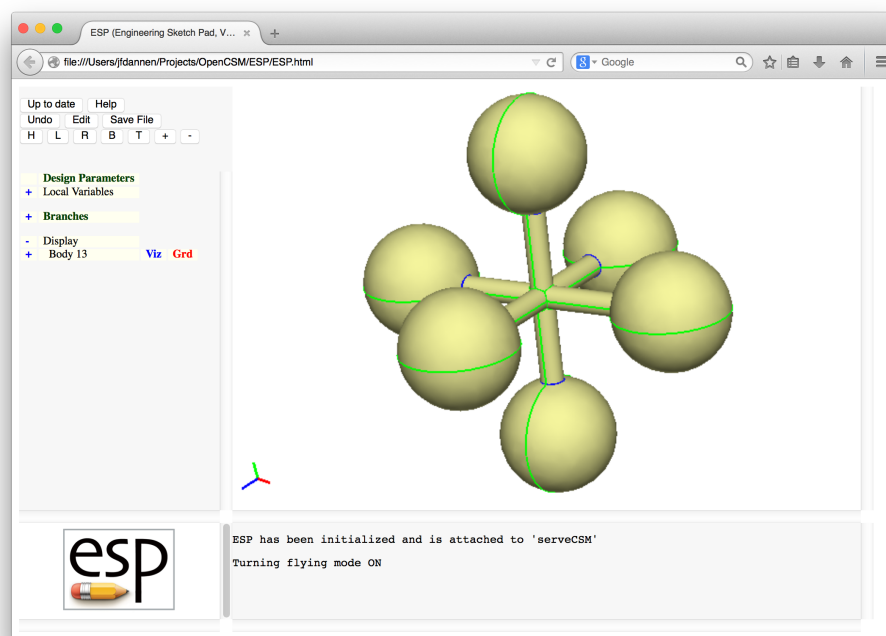 ESP (Engineering Sketch Pad, V...
file:///Users/jfdannen/Projects/OpenCSM/ESP/ESP.html
8 Google
Up to date Help
Undo Edit Save File
H L R B T + -
Design Parameters
+ Local Variables
+ Branches
- Display
+ Body 13 Viz Grd
esp
ESP has been initialized and is attached to 'serveCSM'
Turning flying mode ON